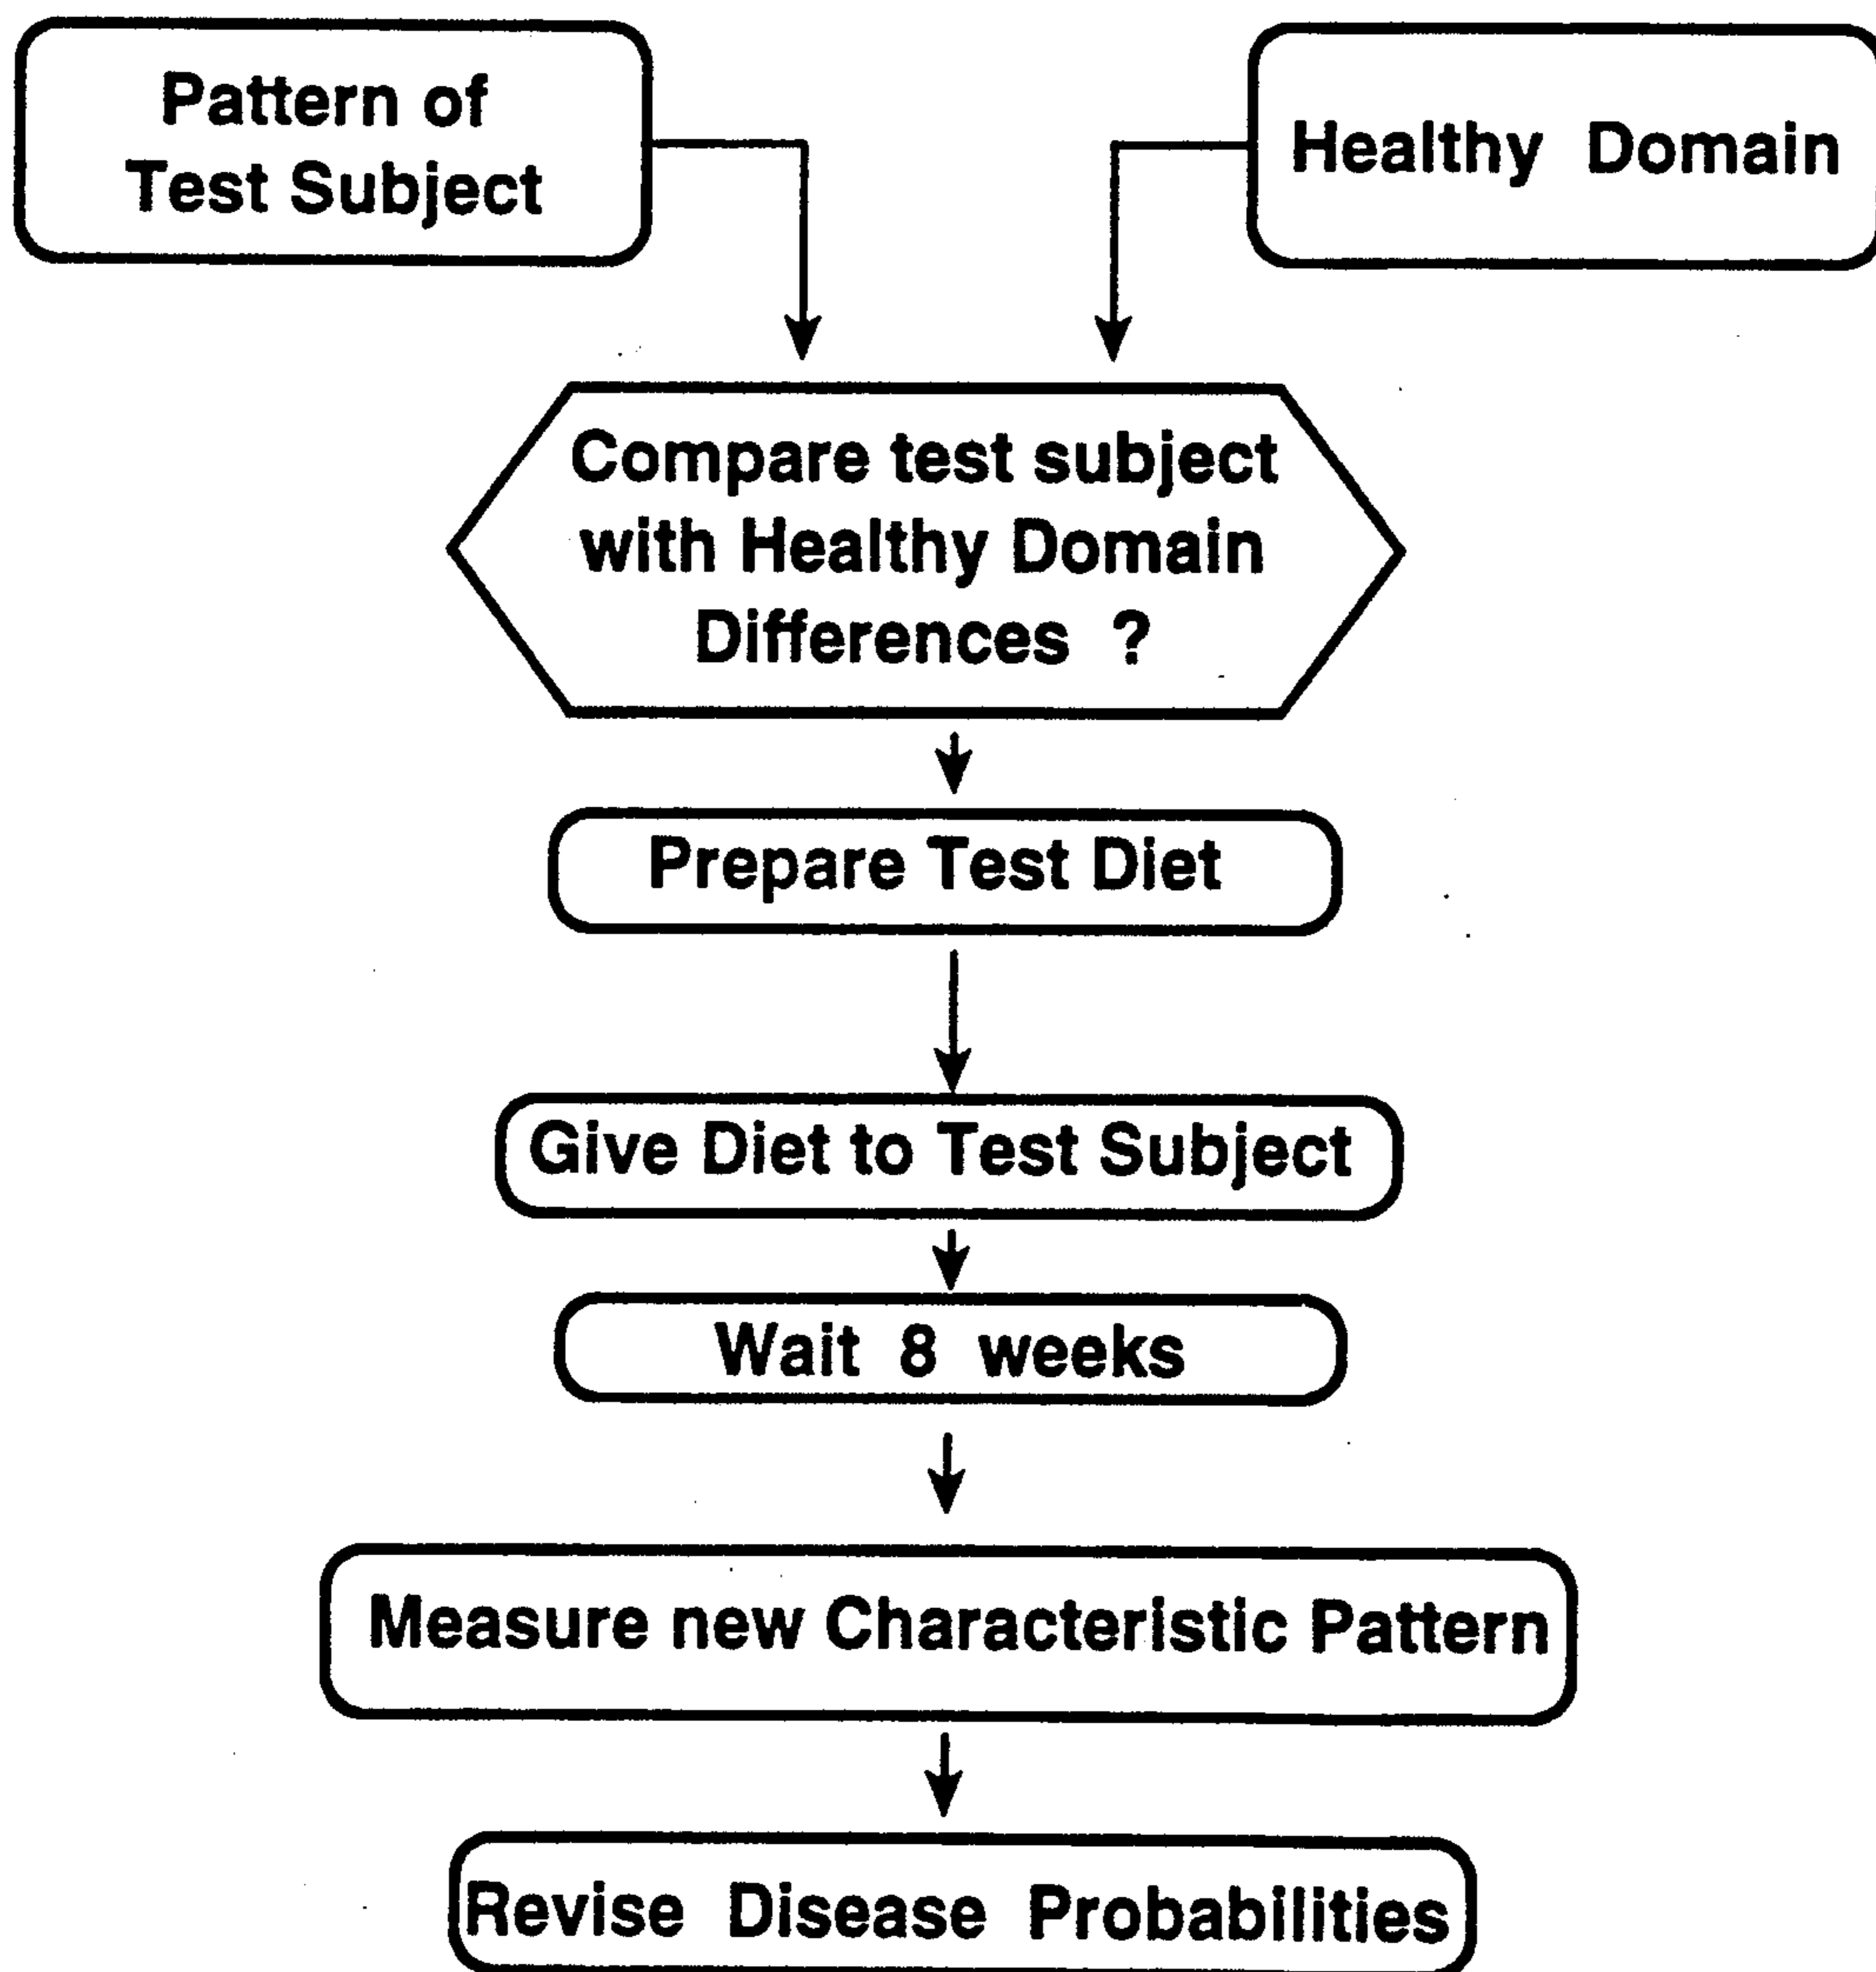 Pattern of
Test Subject
Healthy Domain
Compare test subject
with Healthy Domain
Differences ?
Prepare Test Diet
Give Diet to Test Subject
Wait 8 weeks
Measure new Characteristic Pattern
Revise Disease Probabilities